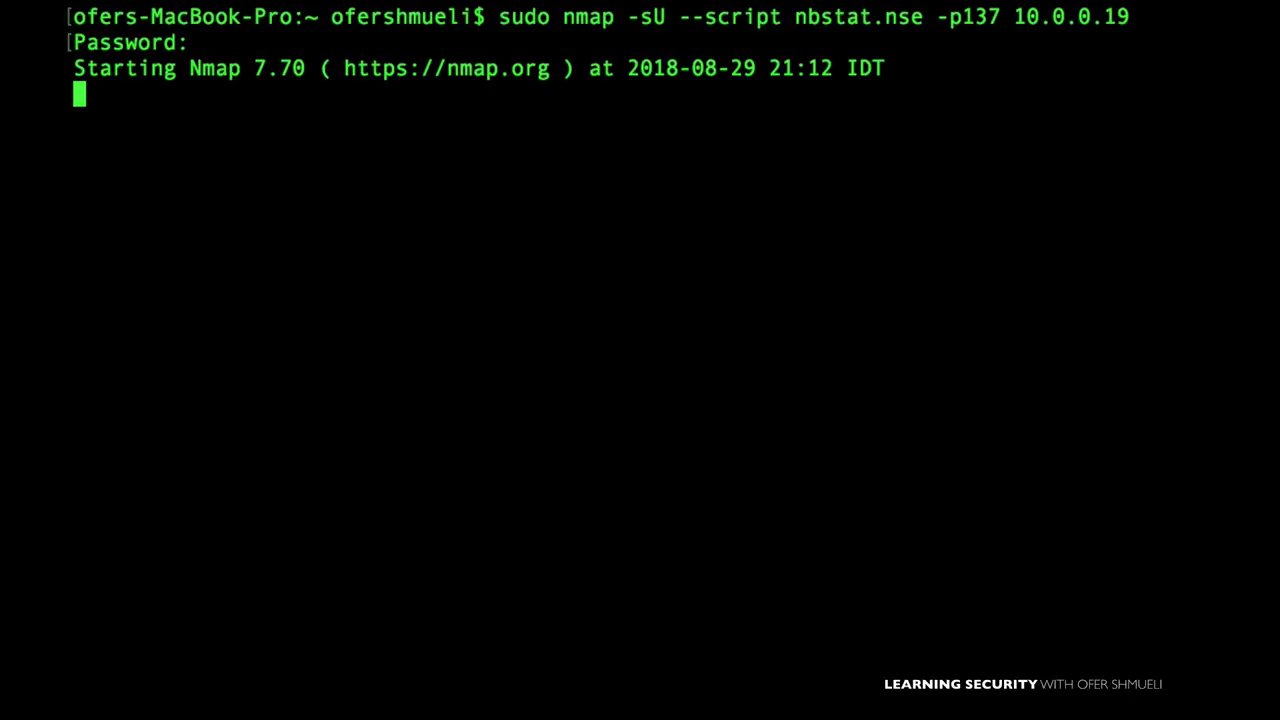 [ofers-MacBook-Pro:~ ofershmueli$ sudo nmap -sU --script nbstat.nse -p137 10.0.0.19
[Password:
Starting Nmap 7.70 ( https://nmap.org ) at 2018-08-29 21:12 IDT
LEARNING SECURITY WITH OFER SHMUELI